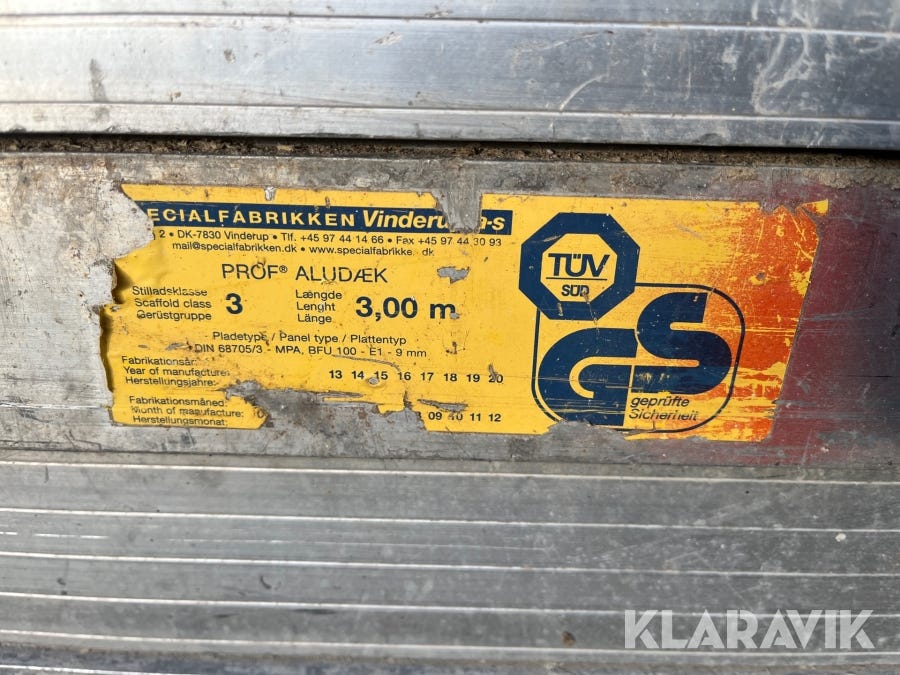 ECIALFABRIKKEN Vinderup a-s
2 • DK-7830 Vinderup • Tlf. +45 97 44 14 66 • Fax +45 97 44 30 93
mail@specialfabrikken.dk • www.specialfabrikke dk
PROF® ALUDÆK
Stilladsklasse
Scaffold class
Gerüstgruppe
3
Længde
Lenght
Länge
3,00 m
Pladetype / Panel type / Plattentyp
DIN 68705/3 - MPA, BFU 100 - E1 - 9 mm
Fabrikationsår:
Year of manufacture:
Herstellungsjahre:
13 14 15 16 17 18 19 20
Fabrikationsmåned:
Month of manufacture:
Herstellungsmonat:
09 10 11 12
TÜV
SÜD
GS
geprüfte
Sicherheit
KLARAVIK